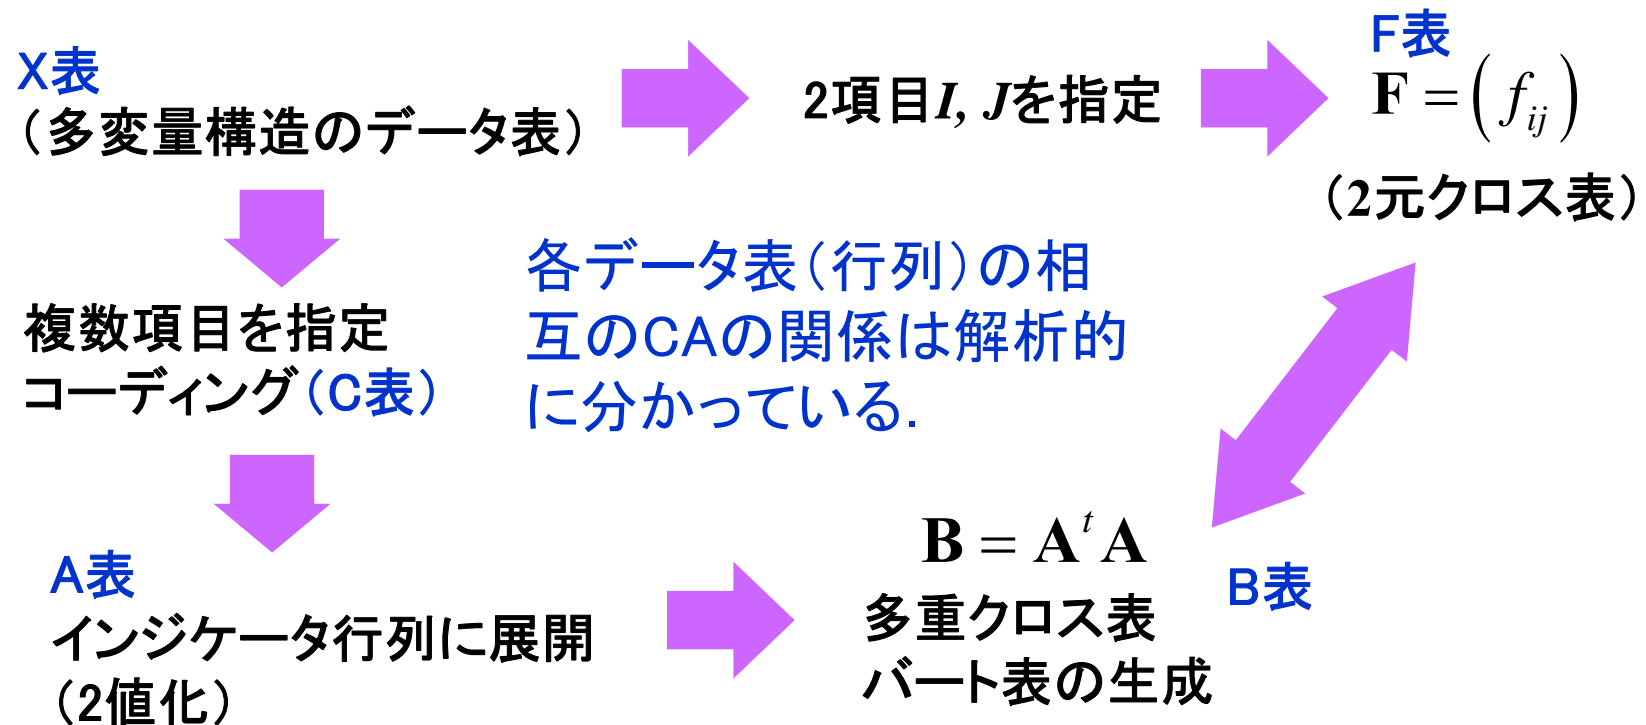 X表
(多変量構造のデータ表)
2項目I, Jを指定
F表
F = (f_ij)
(2元クロス表)
複数項目を指定
コーディング(C表)
各データ表(行列)の相
互のCAの関係は解析的
に分かっている.
A表
インジケータ行列に展開
(2値化)
B = A^t A
多重クロス表
バート表の生成
B表